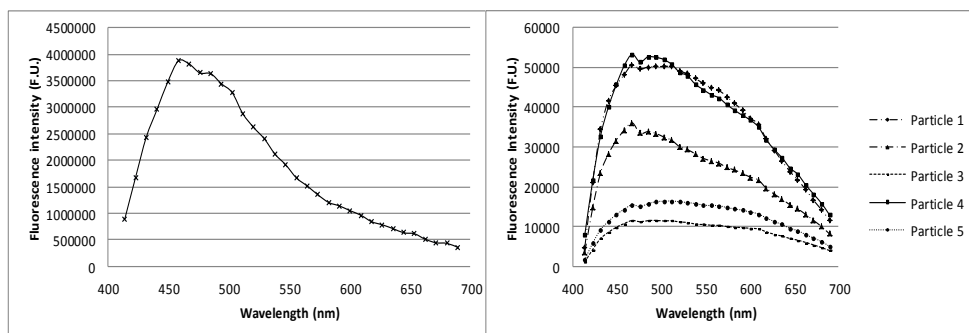 Fluorescence intensity (F.U.)
4500000
4000000
3500000
3000000
2500000
2000000
1500000
1000000
500000
0
400 450 500 550 600 650 700
Wavelength (nm)
Fluorescence intensity (F.U.)
60000
50000
40000
30000
20000
10000
0
400 450 500 550 600 650 700
Wavelength (nm)
Particle 1
Particle 2
Particle 3
Particle 4
Particle 5